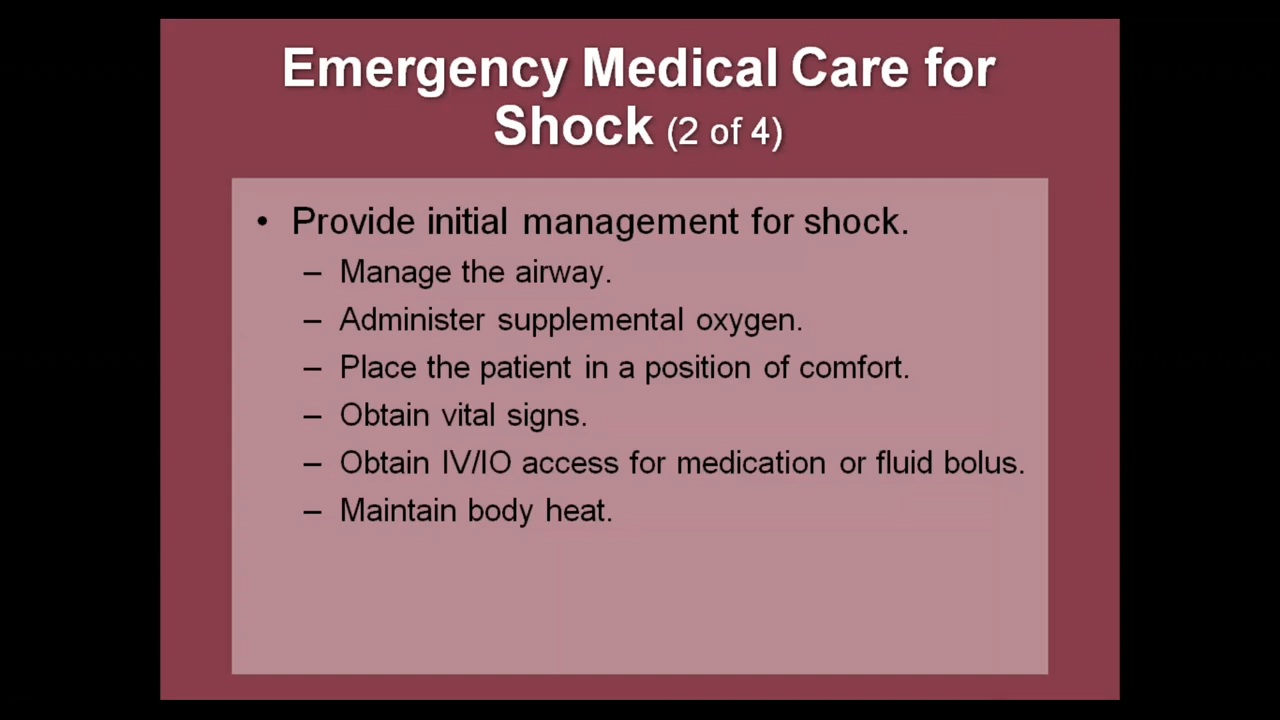 Emergency Medical Care for
Shock (2 of 4)
• Provide initial management for shock.
– Manage the airway.
– Administer supplemental oxygen.
– Place the patient in a position of comfort.
– Obtain vital signs.
– Obtain IV/IO access for medication or fluid bolus.
– Maintain body heat.